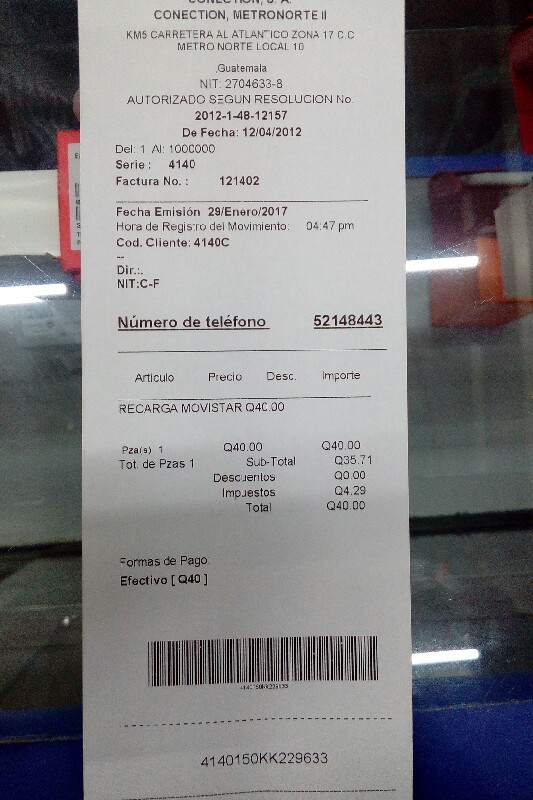 CONECTION, S. A.
CONECTION, METRONORTE II
KM5 CARRETERA AL ATLANTICO ZONA 17 C.C
METRO NORTE LOCAL 10
,Guatemala
NIT: 2704633-8
AUTORIZADO SEGUN RESOLUCION No.
2012-1-48-12157
De Fecha: 12/04/2012
Del: 1 Al: 1000000
Serie : 4140
Factura No. : 121402
Fecha Emisión 29/Enero/2017
Hora de Registro del Movimiento: 04:47 pm
Cod. Cliente: 4140C
--
Dir.:.
NIT:C-F
Número de teléfono 52148443
Articulo Precio Desc. Importe
RECARGA MOVISTAR Q40.00
Pza(s) 1 Q40.00 Q40.00
Tot. de Pzas 1 Sub-Total Q35.71
Descuentos Q0.00
Impuestos Q4.29
Total Q40.00
Formas de Pago:
Efectivo [ Q40 ]
4140150KK229633
4140150KK229633